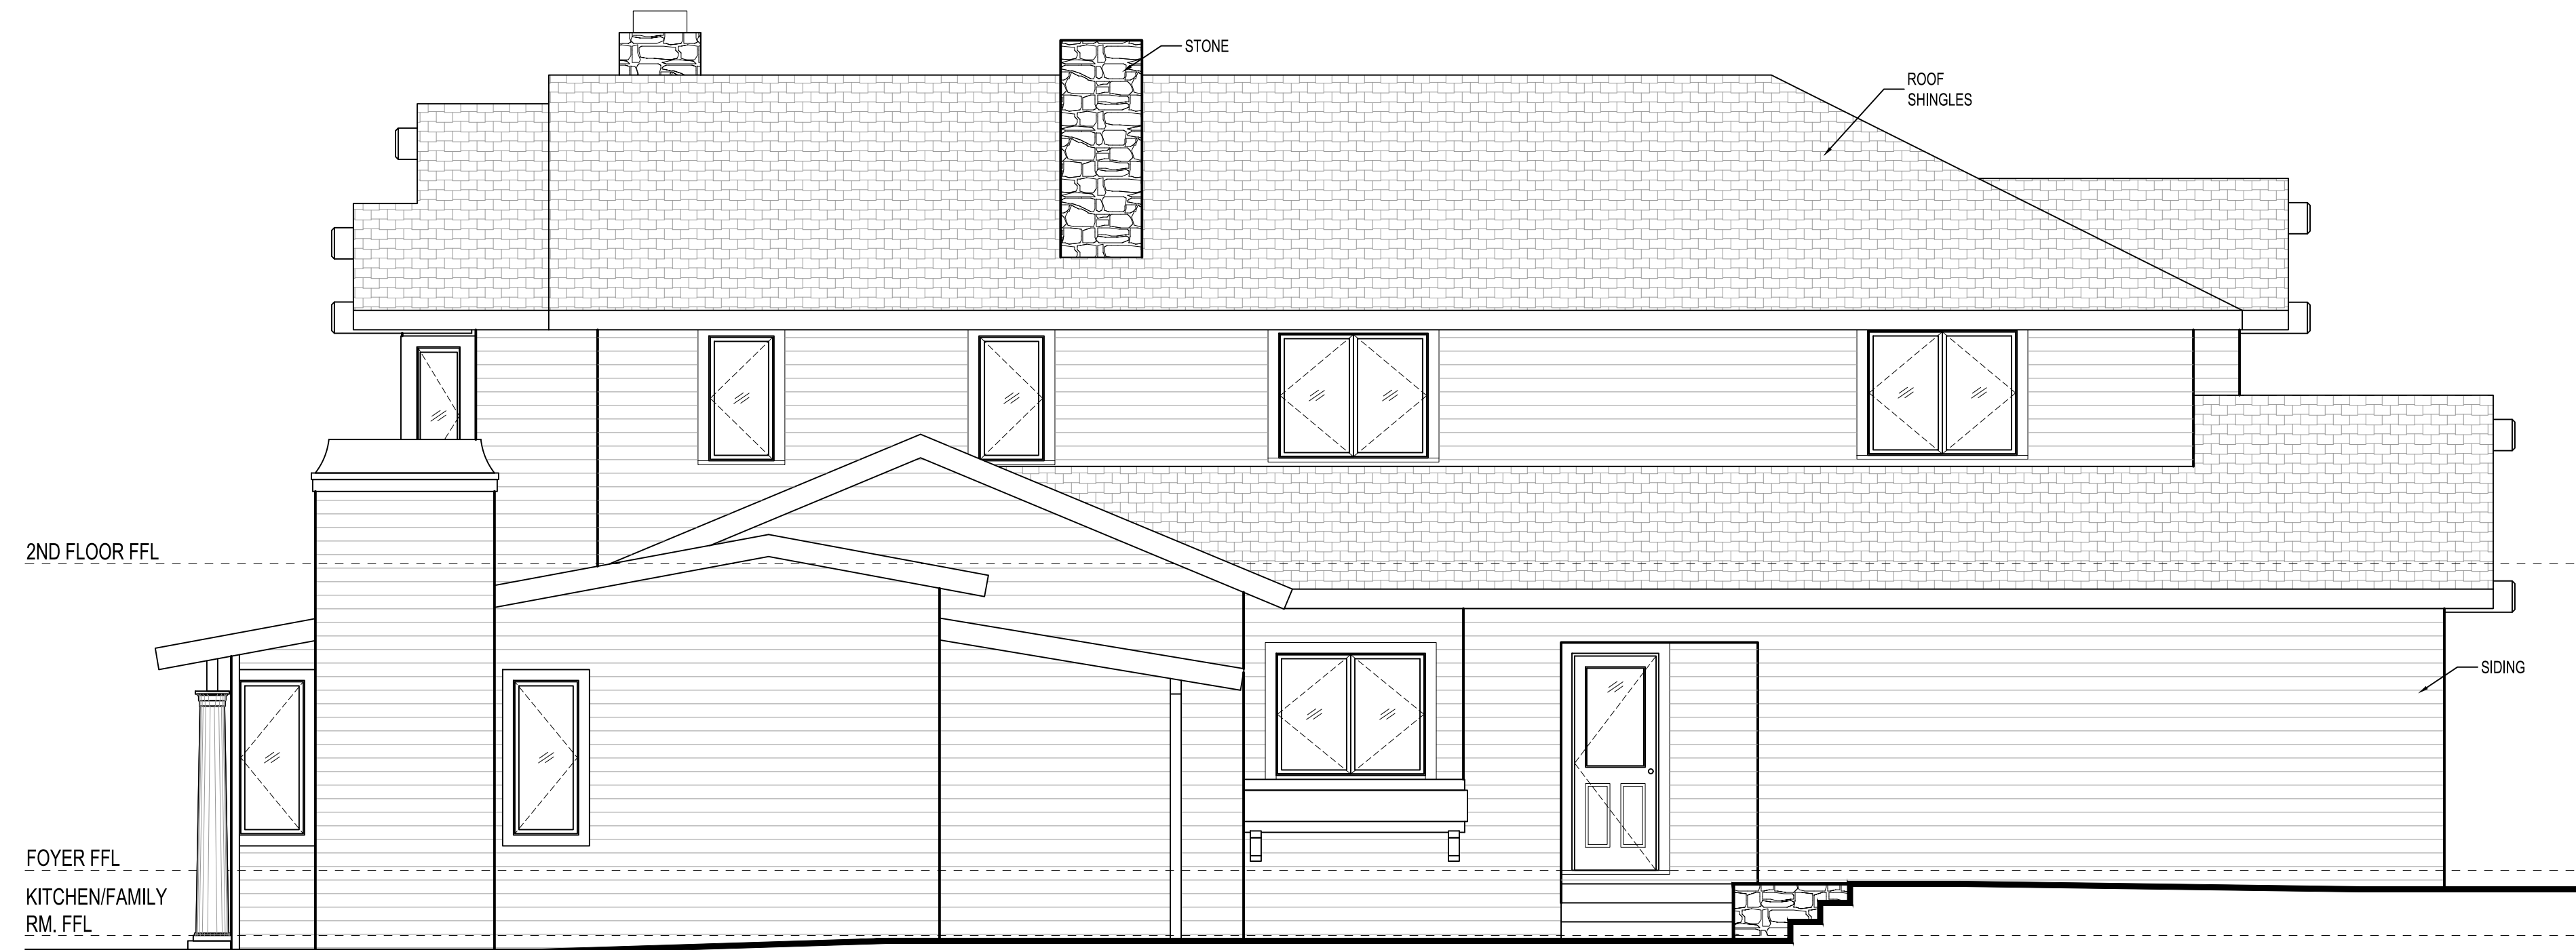 STONE
ROOF
SHINGLES
2ND FLOOR FFL
SIDING
FOYER FFL
KITCHEN/FAMILY
RM. FFL